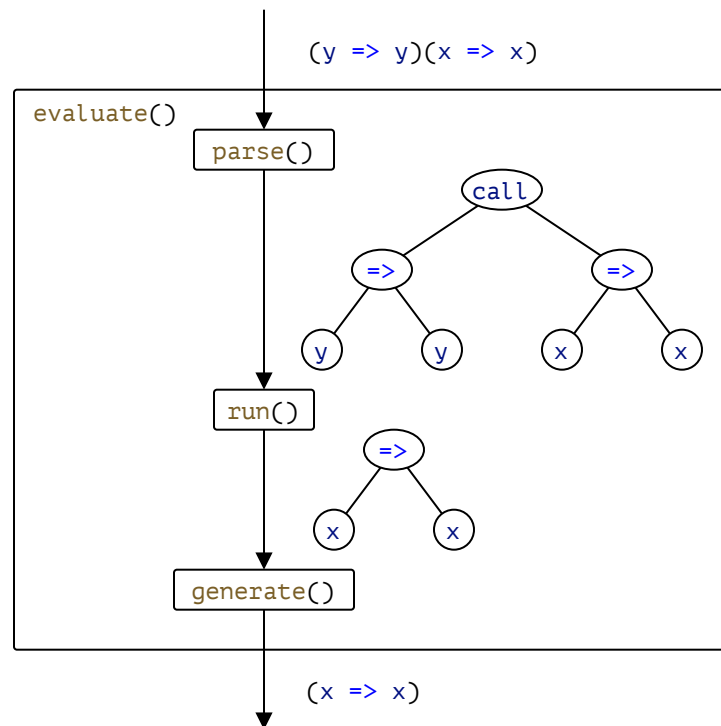 (y => y)(x => x)
evaluate()
parse()
call
=> =>
y y x x
run()
=>
x x
generate()
(x => x)